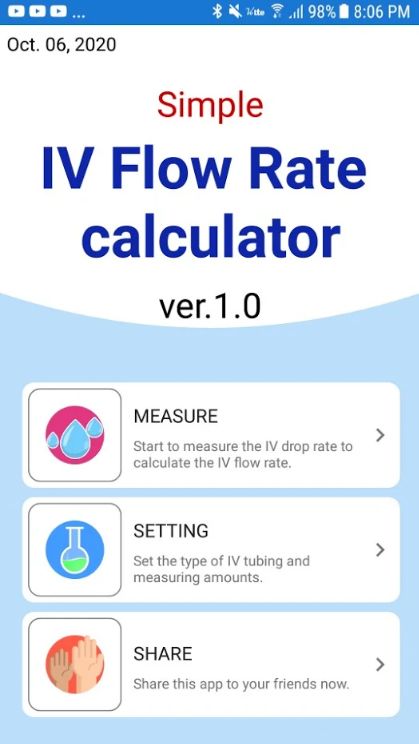 ... 98% 8:06 PM
Oct. 06, 2020
Simple
IV Flow Rate
calculator
ver.1.0
MEASURE
Start to measure the IV drop rate to
calculate the IV flow rate.
SETTING
Set the type of IV tubing and
measuring amounts.
SHARE
Share this app to your friends now.